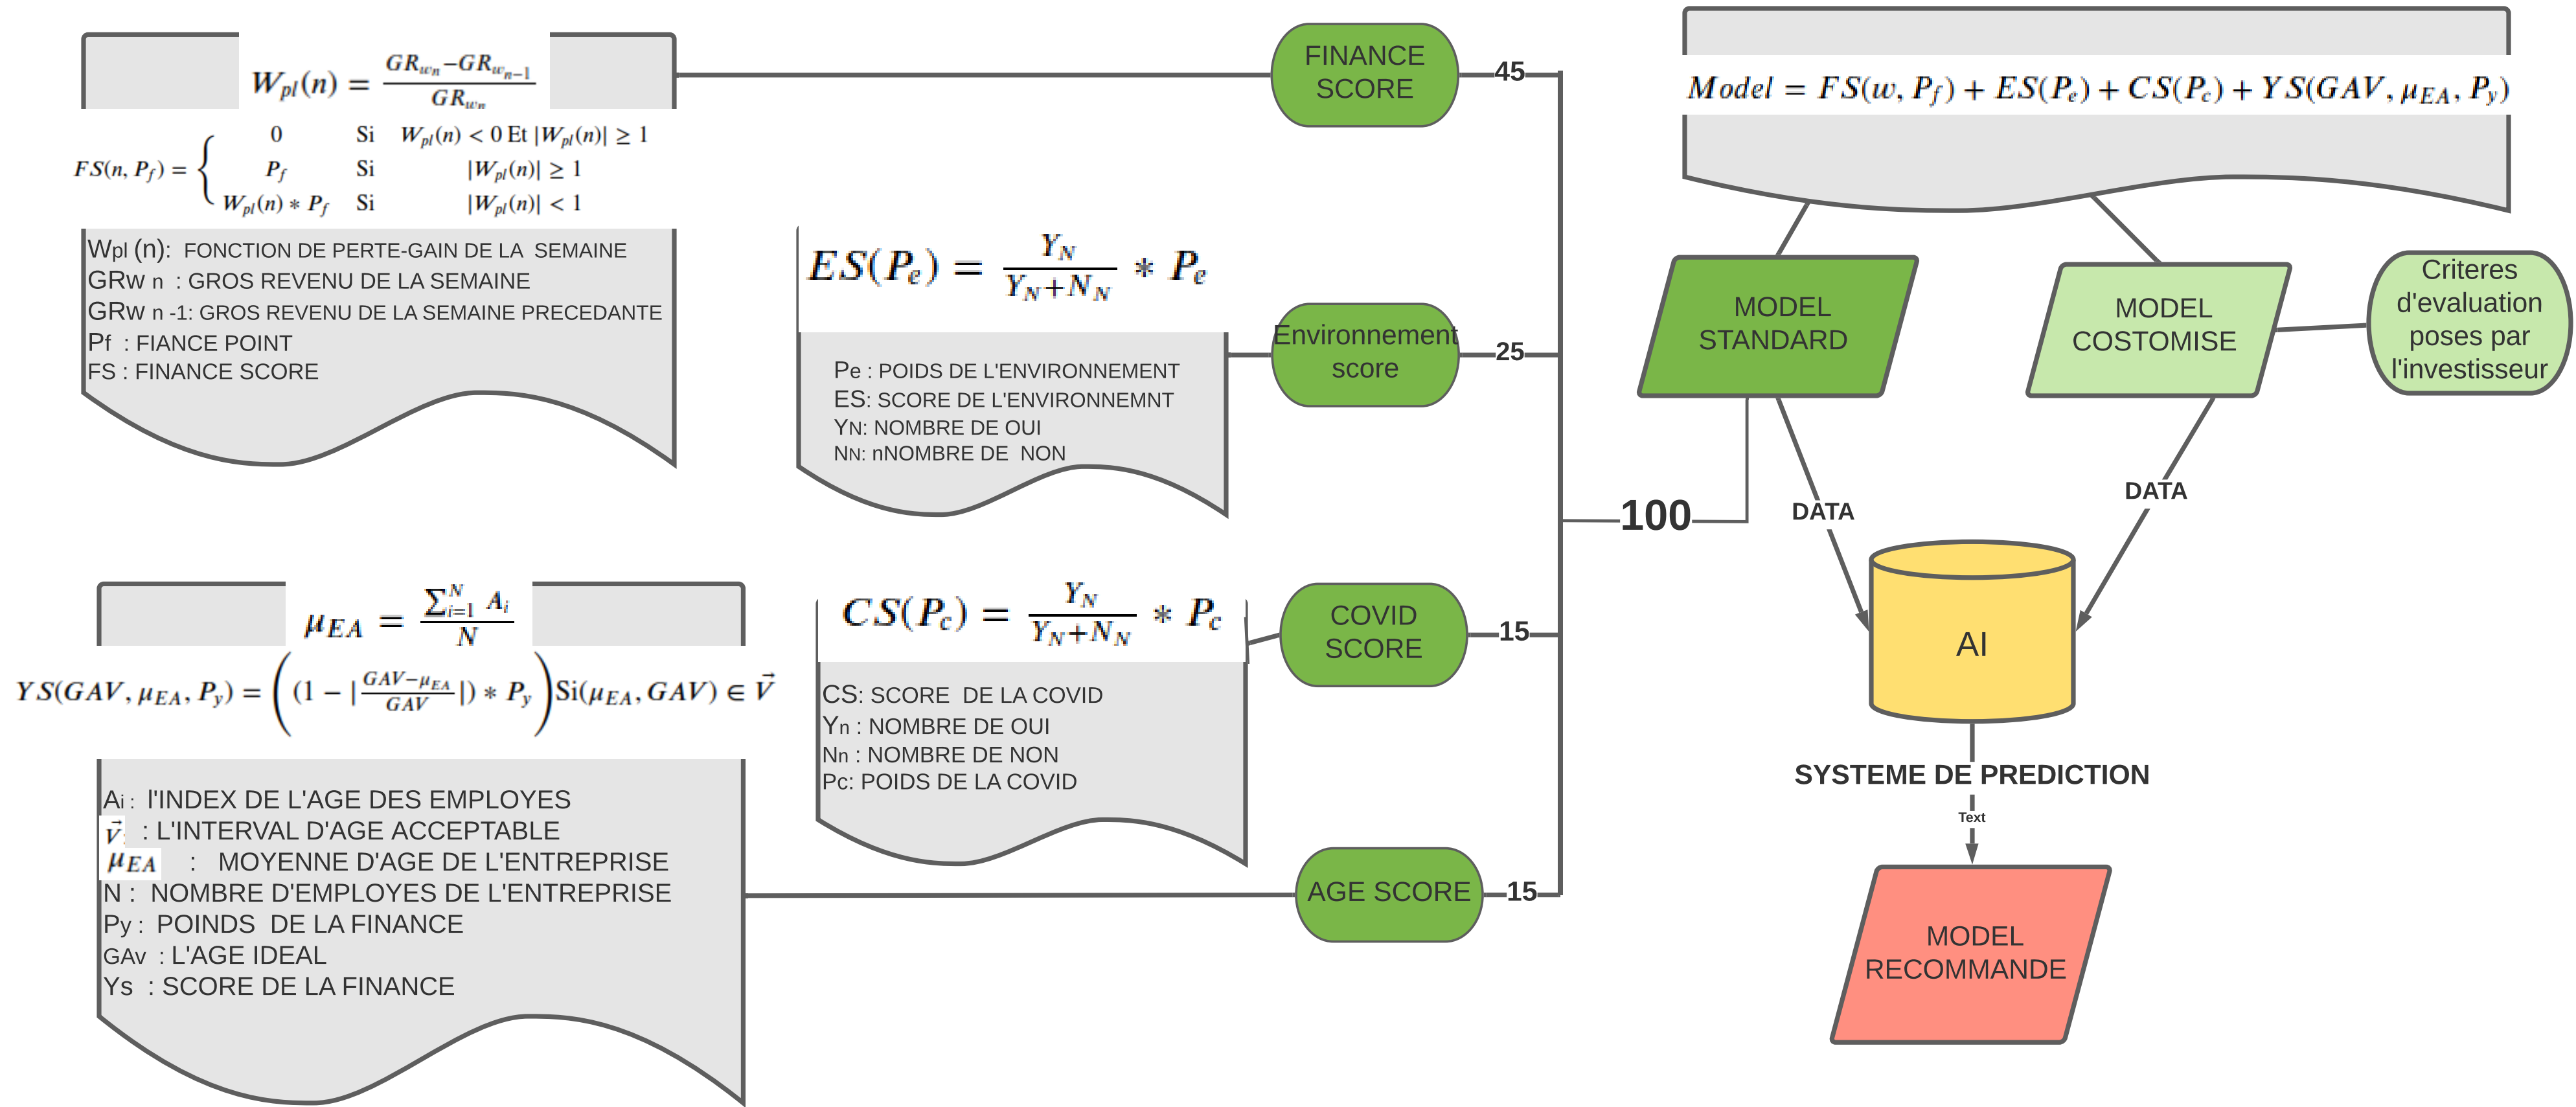 W_pl(n) = (GR_{w_n} − GR_{w_{n−1}}) / GR_{w_n}
FS(n, P_f) = {
0 Si W_pl(n) < 0 Et |W_pl(n)| ≥ 1
P_f Si |W_pl(n)| ≥ 1
W_pl(n) * P_f Si |W_pl(n)| < 1
Wpl (n): FONCTION DE PERTE-GAIN DE LA SEMAINE
GRw n : GROS REVENU DE LA SEMAINE
GRw n -1: GROS REVENU DE LA SEMAINE PRECEDANTE
Pf : FIANCE POINT
FS : FINANCE SCORE
ES(P_e) = Y_N / (Y_N+N_N) * P_e
Pe : POIDS DE L'ENVIRONNEMENT
ES: SCORE DE L'ENVIRONNEMNT
YN: NOMBRE DE OUI
NN: nNOMBRE DE NON
μ_EA = ∑_{i=1}^{N} A_i / N
YS(GAV, μ_EA, P_y) = ((1 − |(GAV−μ_EA) / GAV|) * P_y) Si(μ_EA, GAV) ∈ V⃗
Ai : l'INDEX DE L'AGE DES EMPLOYES
V⃗ : L'INTERVAL D'AGE ACCEPTABLE
μ_EA : MOYENNE D'AGE DE L'ENTREPRISE
N : NOMBRE D'EMPLOYES DE L'ENTREPRISE
Py : POINDS DE LA FINANCE
GAv : L'AGE IDEAL
Ys : SCORE DE LA FINANCE
CS(P_c) = Y_N / (Y_N+N_N) * P_c
CS: SCORE DE LA COVID
Yn : NOMBRE DE OUI
Nn : NOMBRE DE NON
Pc: POIDS DE LA COVID
FINANCE
SCORE
45
Environnement
score
25
COVID
SCORE
15
AGE SCORE
15
100
Model = FS(w, P_f) + ES(P_e) + CS(P_c) + YS(GAV, μ_EA, P_y)
MODEL
STANDARD
MODEL
COSTOMISE
Criteres
d'evaluation
poses par
l'investisseur
DATA
DATA
AI
SYSTEME DE PREDICTION
Text
MODEL
RECOMMANDE